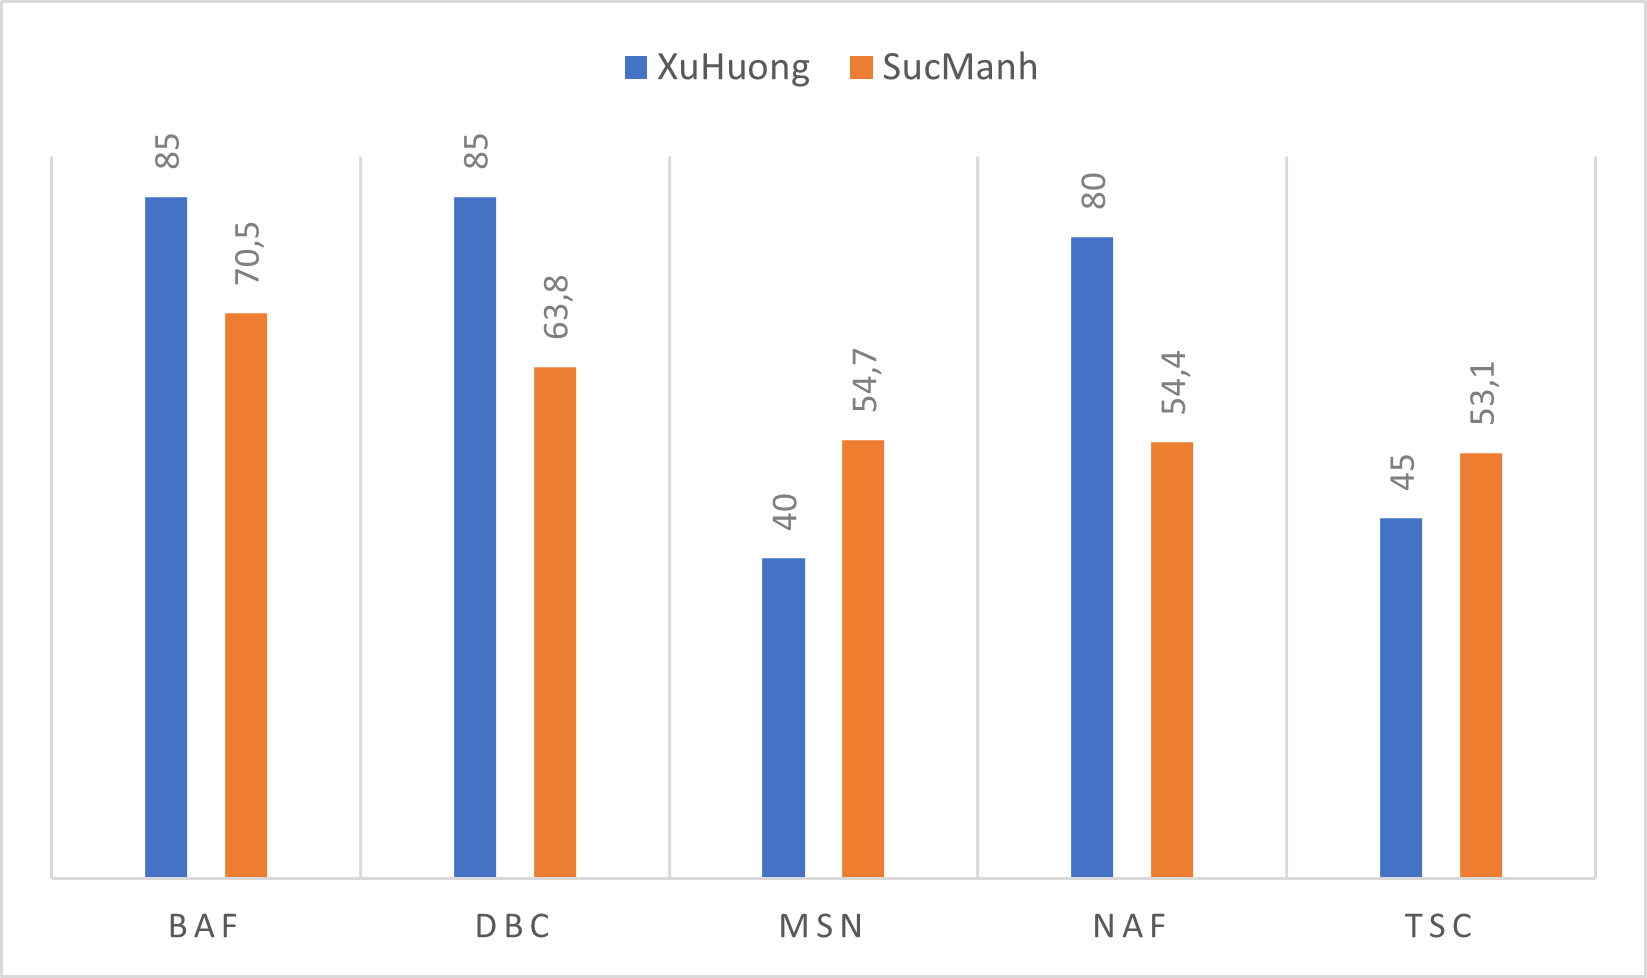 XuHuong SucManh
85 70,5 85 63,8 40 54,7 80 54,4 45 53,1
BAF DBC MSN NAF TSC